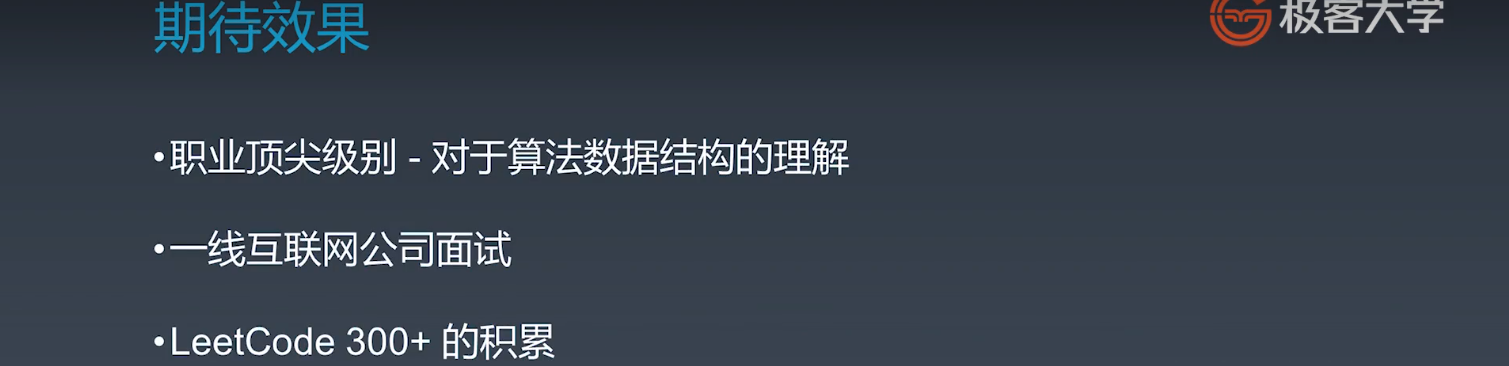 期待效果
极客大学
•职业顶尖级别 - 对于算法数据结构的理解
•一线互联网公司面试
•LeetCode 300+ 的积累